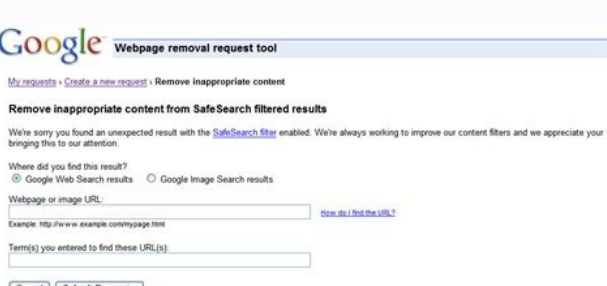 Google Webpage removal request tool
My requests › Create a new request › Remove inappropriate content
Remove inappropriate content from SafeSearch filtered results
We're sorry you found an unexpected result with the SafeSearch filter enabled. We're always working to improve our content filters and we appreciate your
bringing this to our attention.
Where did you find this result?
Google Web Search results Google Image Search results
Webpage or image URL:
How do I find the URL?
Example: http://www.example.com/mypage.html
Term(s) you entered to find these URL(s):